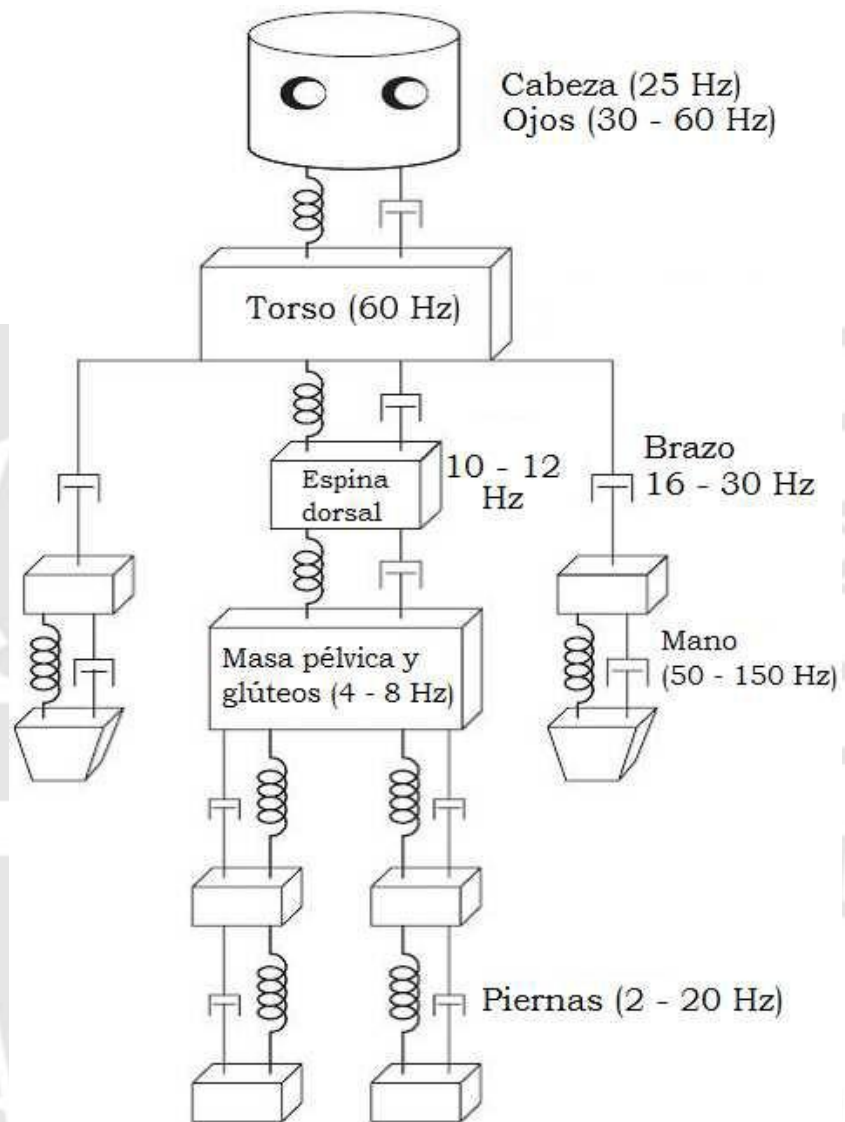 Cabeza (25 Hz)
Ojos (30 - 60 Hz)
Torso (60 Hz)
Espina
dorsal
10 - 12
Hz
Brazo
16 - 30 Hz
Masa pélvica y
glúteos (4 - 8 Hz)
Mano
(50 - 150 Hz)
Piernas (2 - 20 Hz)